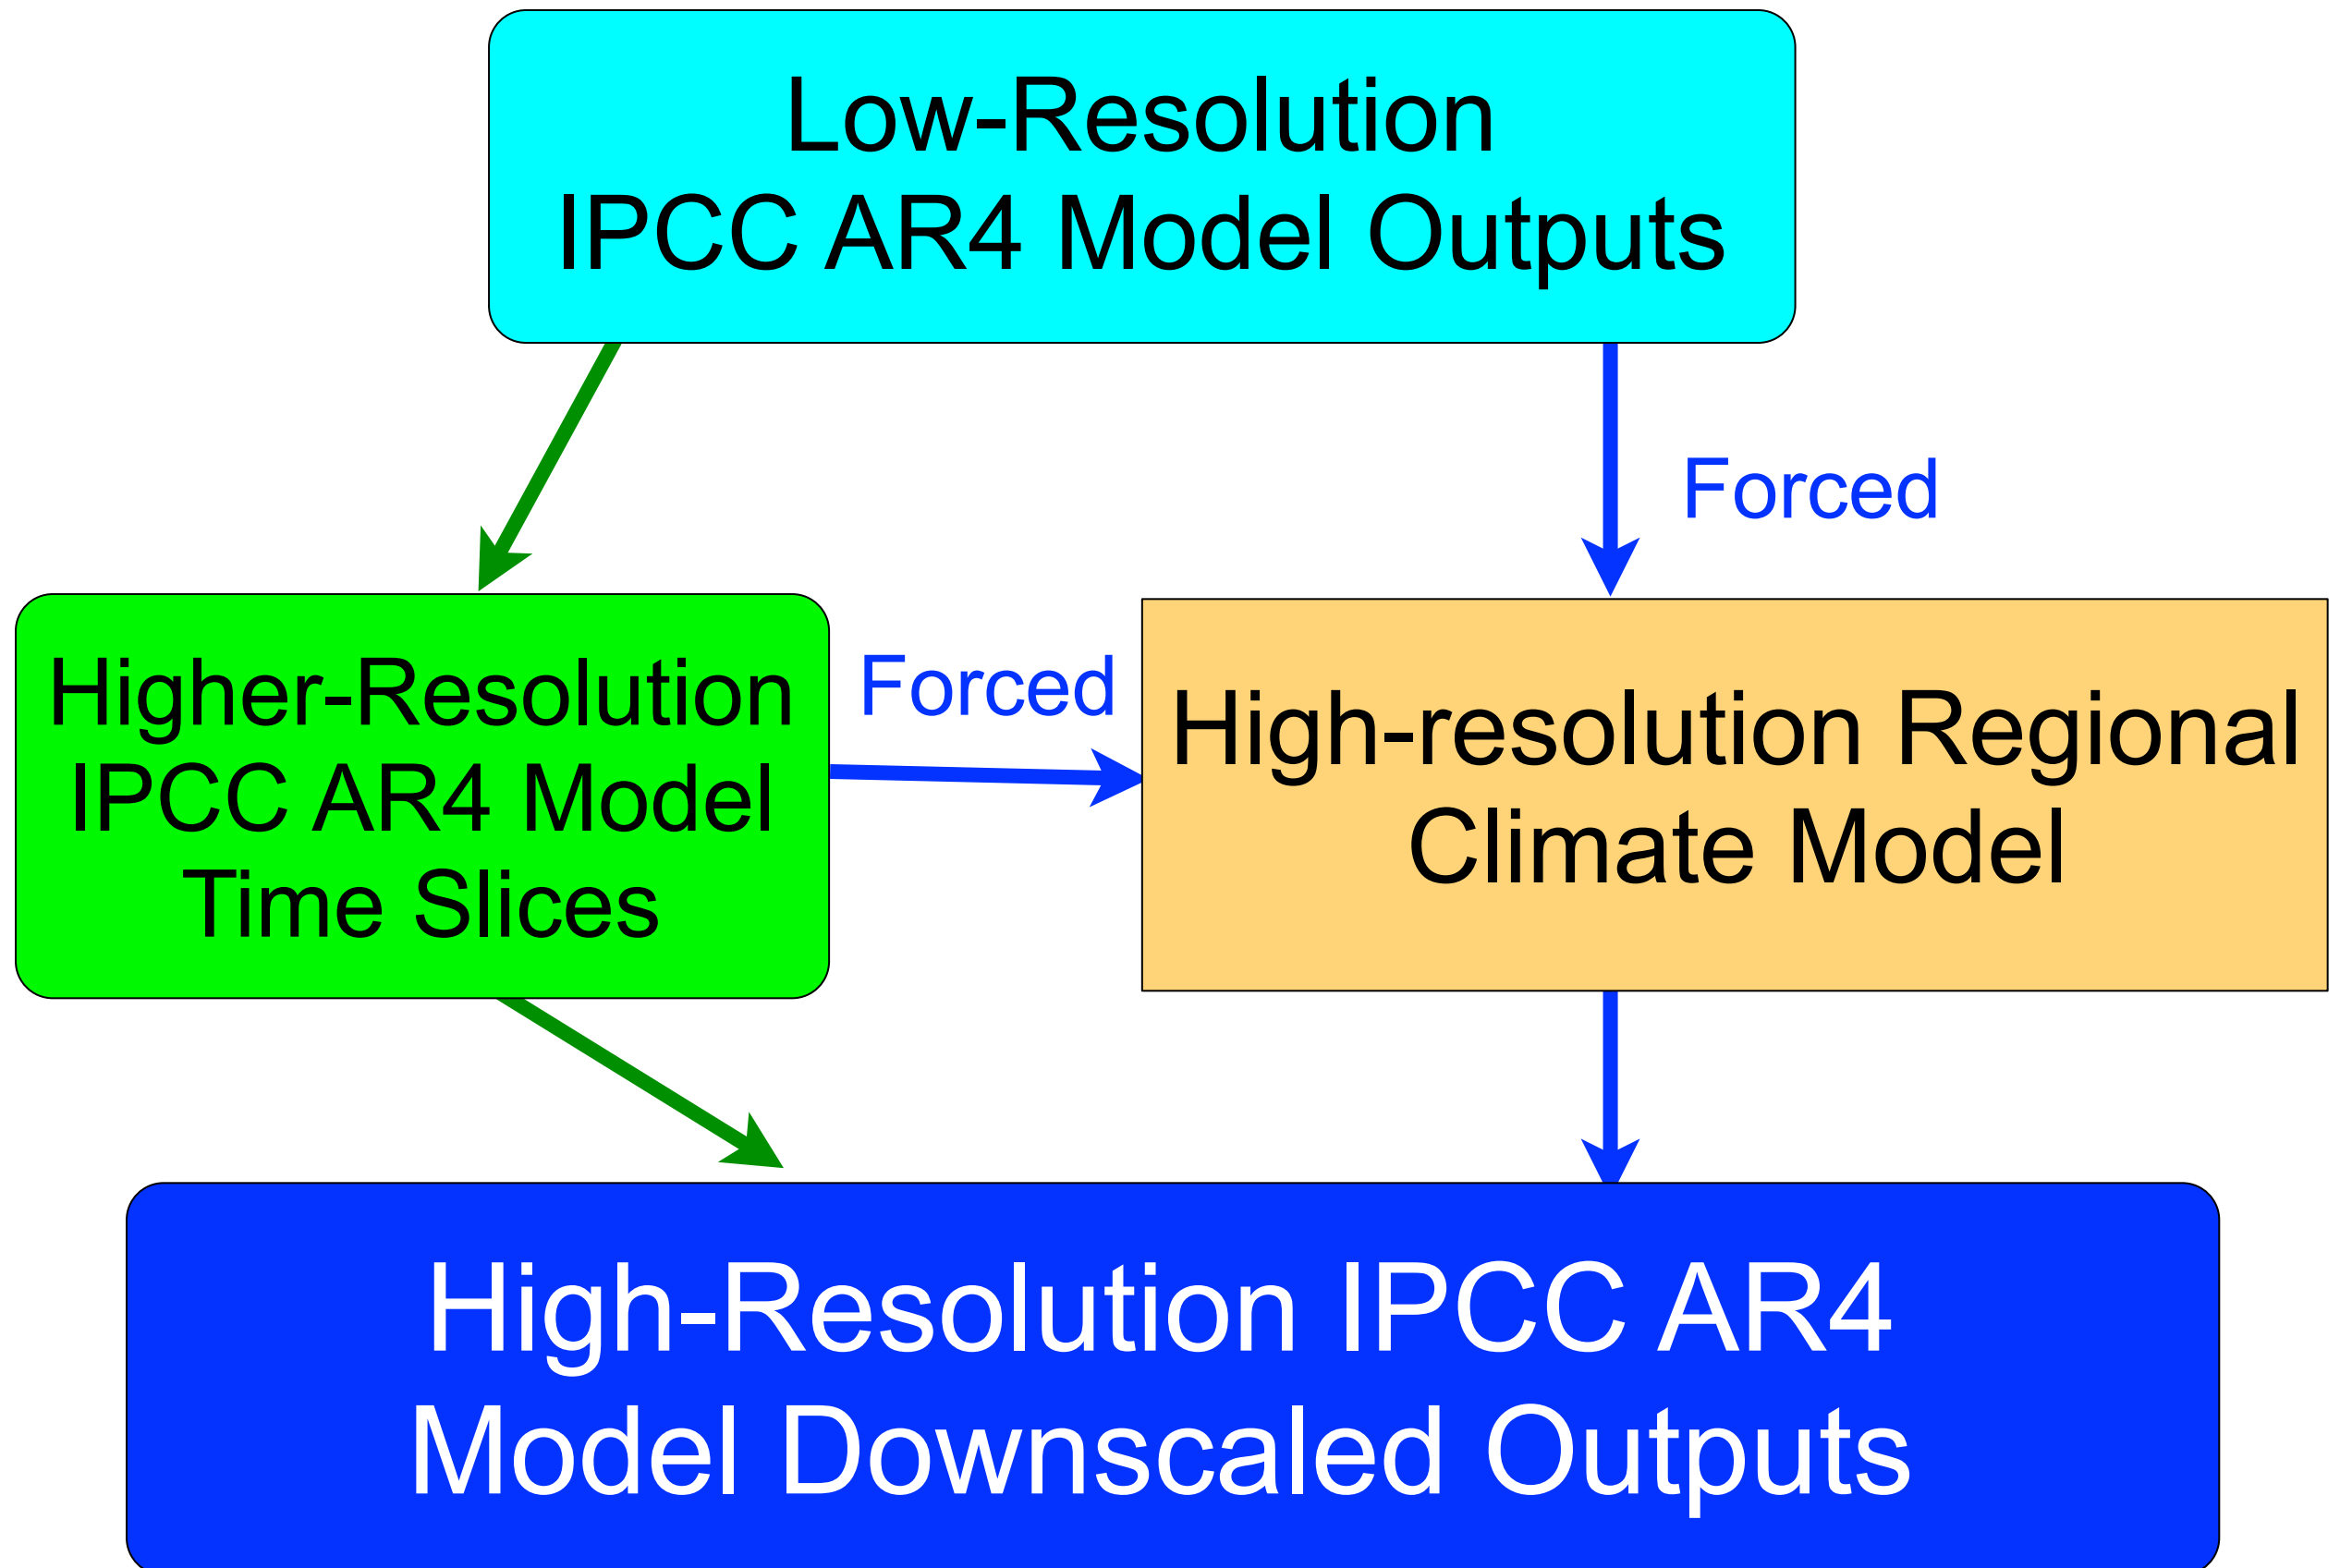 Low-Resolution
IPCC AR4 Model Outputs
Forced
Higher-Resolution
IPCC AR4 Model
Time Slices
Forced
High-resolution Regional
Climate Model
High-Resolution IPCC AR4
Model Downscaled Outputs